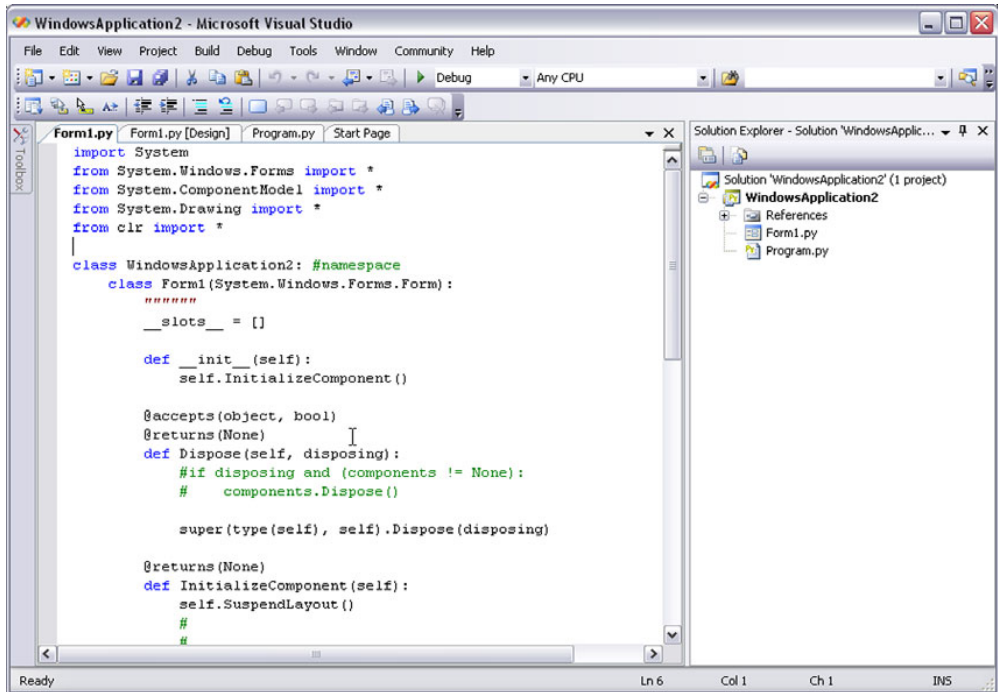 WindowsApplication2 - Microsoft Visual Studio
File Edit View Project Build Debug Tools Window Community Help
Debug Any CPU
Form1.py Form1.py [Design] Program.py Start Page
Toolbox
import System
from System.Windows.Forms import *
from System.ComponentModel import *
from System.Drawing import *
from clr import *
class WindowsApplication2: #namespace
    class Form1(System.Windows.Forms.Form):
        """"""
        __slots__ = []
        def __init__(self):
            self.InitializeComponent()
        @accepts(object, bool)
        @returns(None)
        def Dispose(self, disposing):
            #if disposing and (components != None):
            #    components.Dispose()
            super(type(self), self).Dispose(disposing)
        @returns(None)
        def InitializeComponent(self):
            self.SuspendLayout()
            #
            #
Solution Explorer - Solution 'WindowsApplic...
Solution 'WindowsApplication2' (1 project)
WindowsApplication2
References
Form1.py
Program.py
Ready Ln 6 Col 1 Ch 1 INS